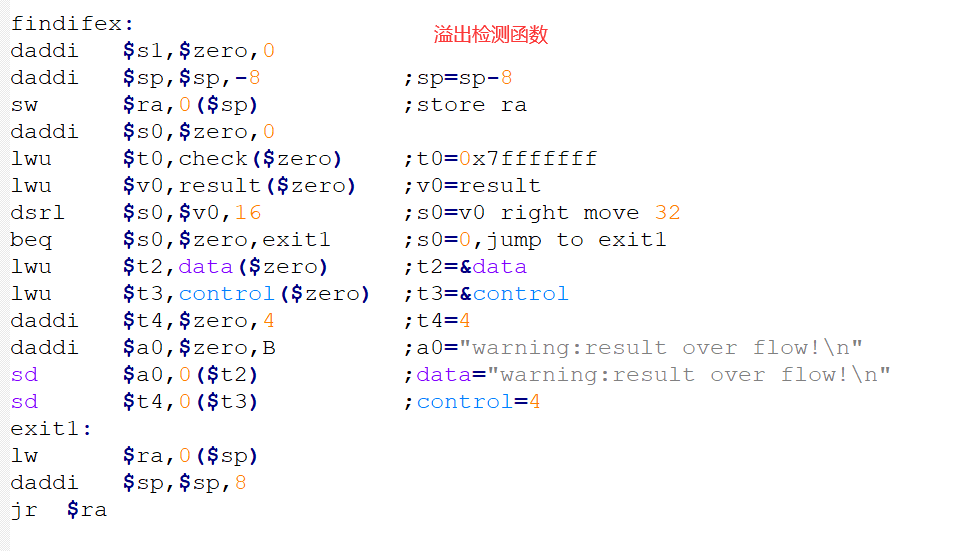 findifex:
溢出检测函数
daddi $s1,$zero,0
daddi $sp,$sp,-8 ;sp=sp-8
sw $ra,0($sp) ;store ra
daddi $s0,$zero,0
lwu $t0,check($zero) ;t0=0x7fffffff
lwu $v0,result($zero) ;v0=result
dsrl $s0,$v0,16 ;s0=v0 right move 32
beq $s0,$zero,exit1 ;s0=0,jump to exit1
lwu $t2,data($zero) ;t2=&data
lwu $t3,control($zero) ;t3=&control
daddi $t4,$zero,4 ;t4=4
daddi $a0,$zero,B ;a0="warning:result over flow!\n"
sd $a0,0($t2) ;data="warning:result over flow!\n"
sd $t4,0($t3) ;control=4
exit1:
lw $ra,0($sp)
daddi $sp,$sp,8
jr $ra